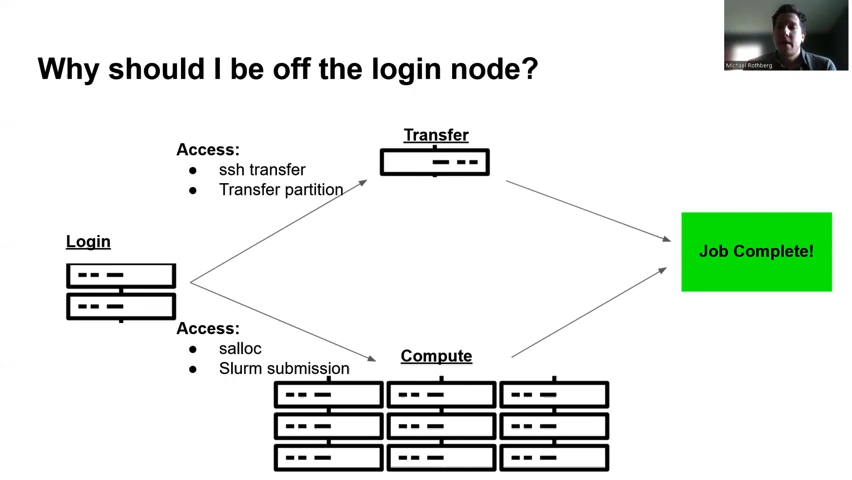 Michael Rothberg
Why should I be off the login node?
Transfer
Access:
● ssh transfer
● Transfer partition
Login
Job Complete!
Access:
● salloc
● Slurm submission
Compute